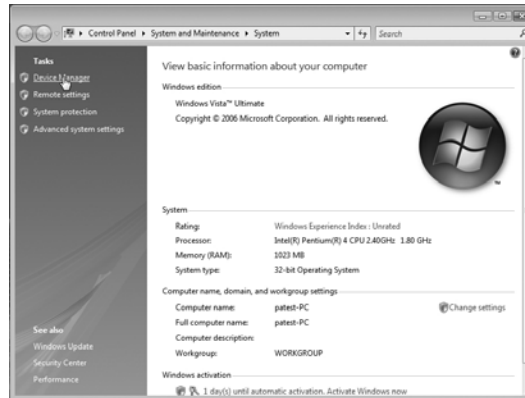 Control Panel ▸ System and Maintenance ▸ System
Search
Tasks
Device Manager
Remote settings
System protection
Advanced system settings
See also
Windows Update
Security Center
Performance
View basic information about your computer
Windows edition
Windows Vista™ Ultimate
Copyright © 2006 Microsoft Corporation. All rights reserved.
TM
System
Rating: Windows Experience Index : Unrated
Processor: Intel(R) Pentium(R) 4 CPU 2.40GHz 1.80 GHz
Memory (RAM): 1023 MB
System type: 32-bit Operating System
Computer name, domain, and workgroup settings
Computer name: patest-PC Change settings
Full computer name: patest-PC
Computer description:
Workgroup: WORKGROUP
Windows activation
1 day(s) until automatic activation. Activate Windows now